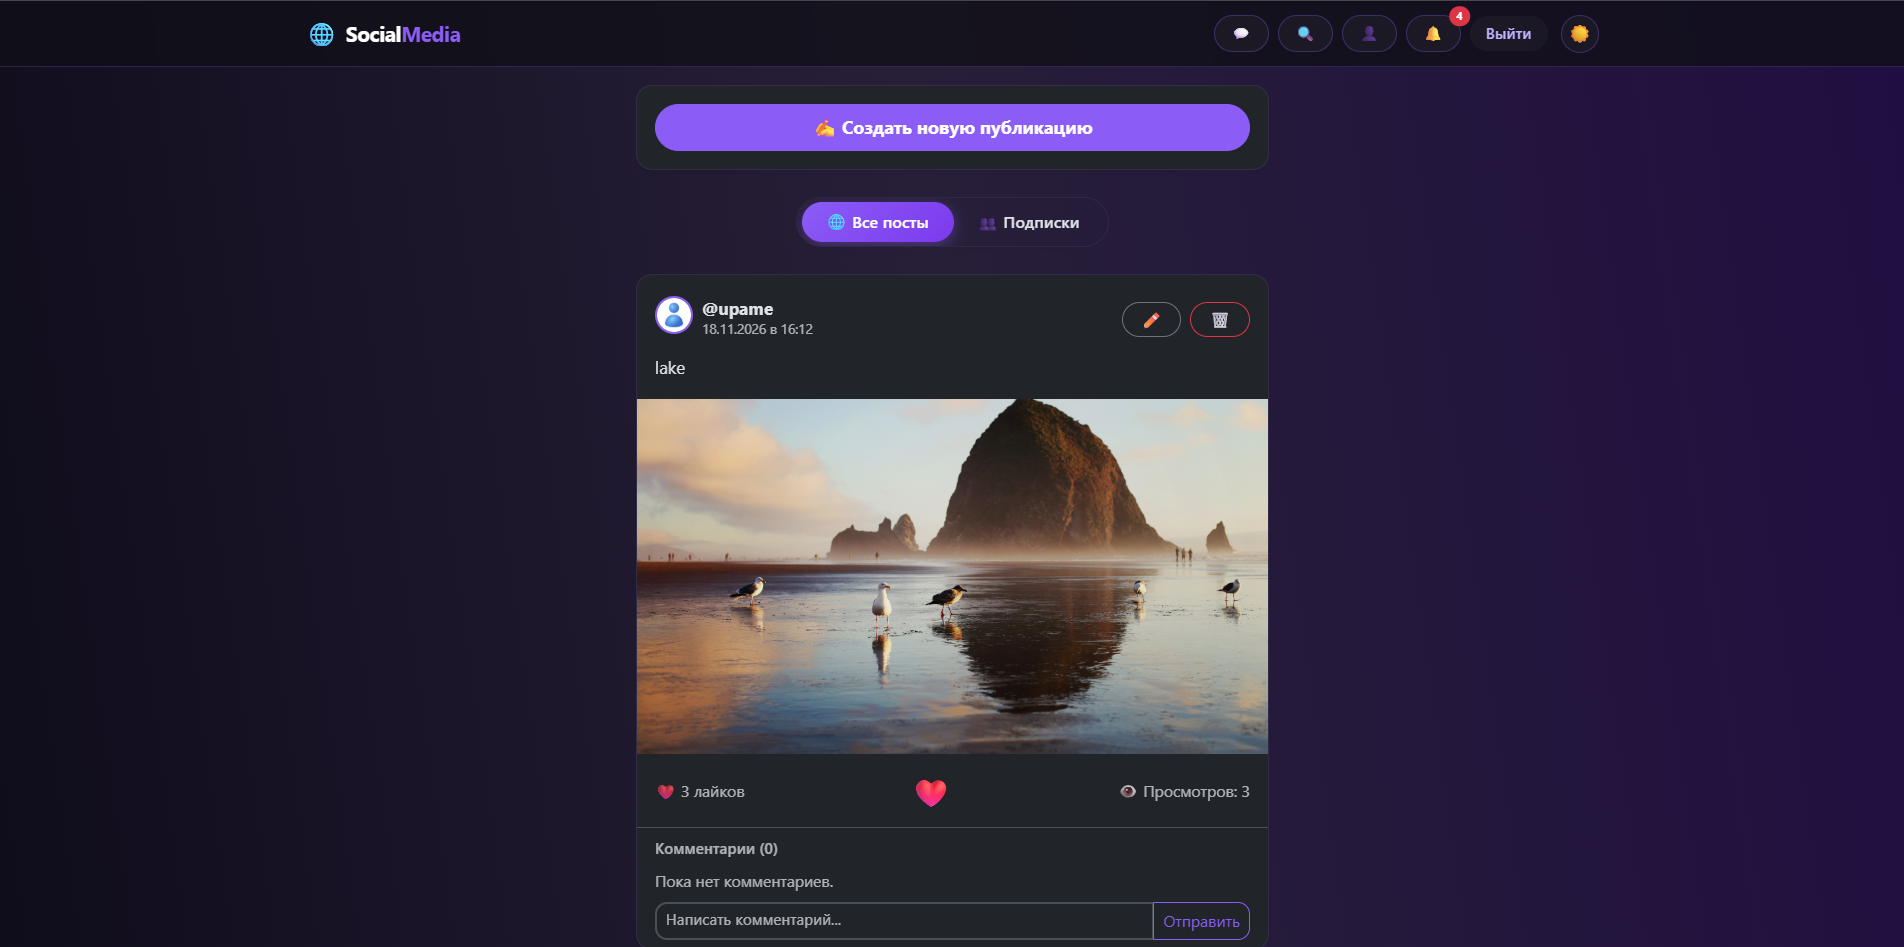 SocialMedia
4
Выйти
Создать новую публикацию
Все посты
Подписки
@upame
18.11.2026 в 16:12
lake
3 лайков
Просмотров: 3
Комментарии (0)
Пока нет комментариев.
Написать комментарий...
Отправить